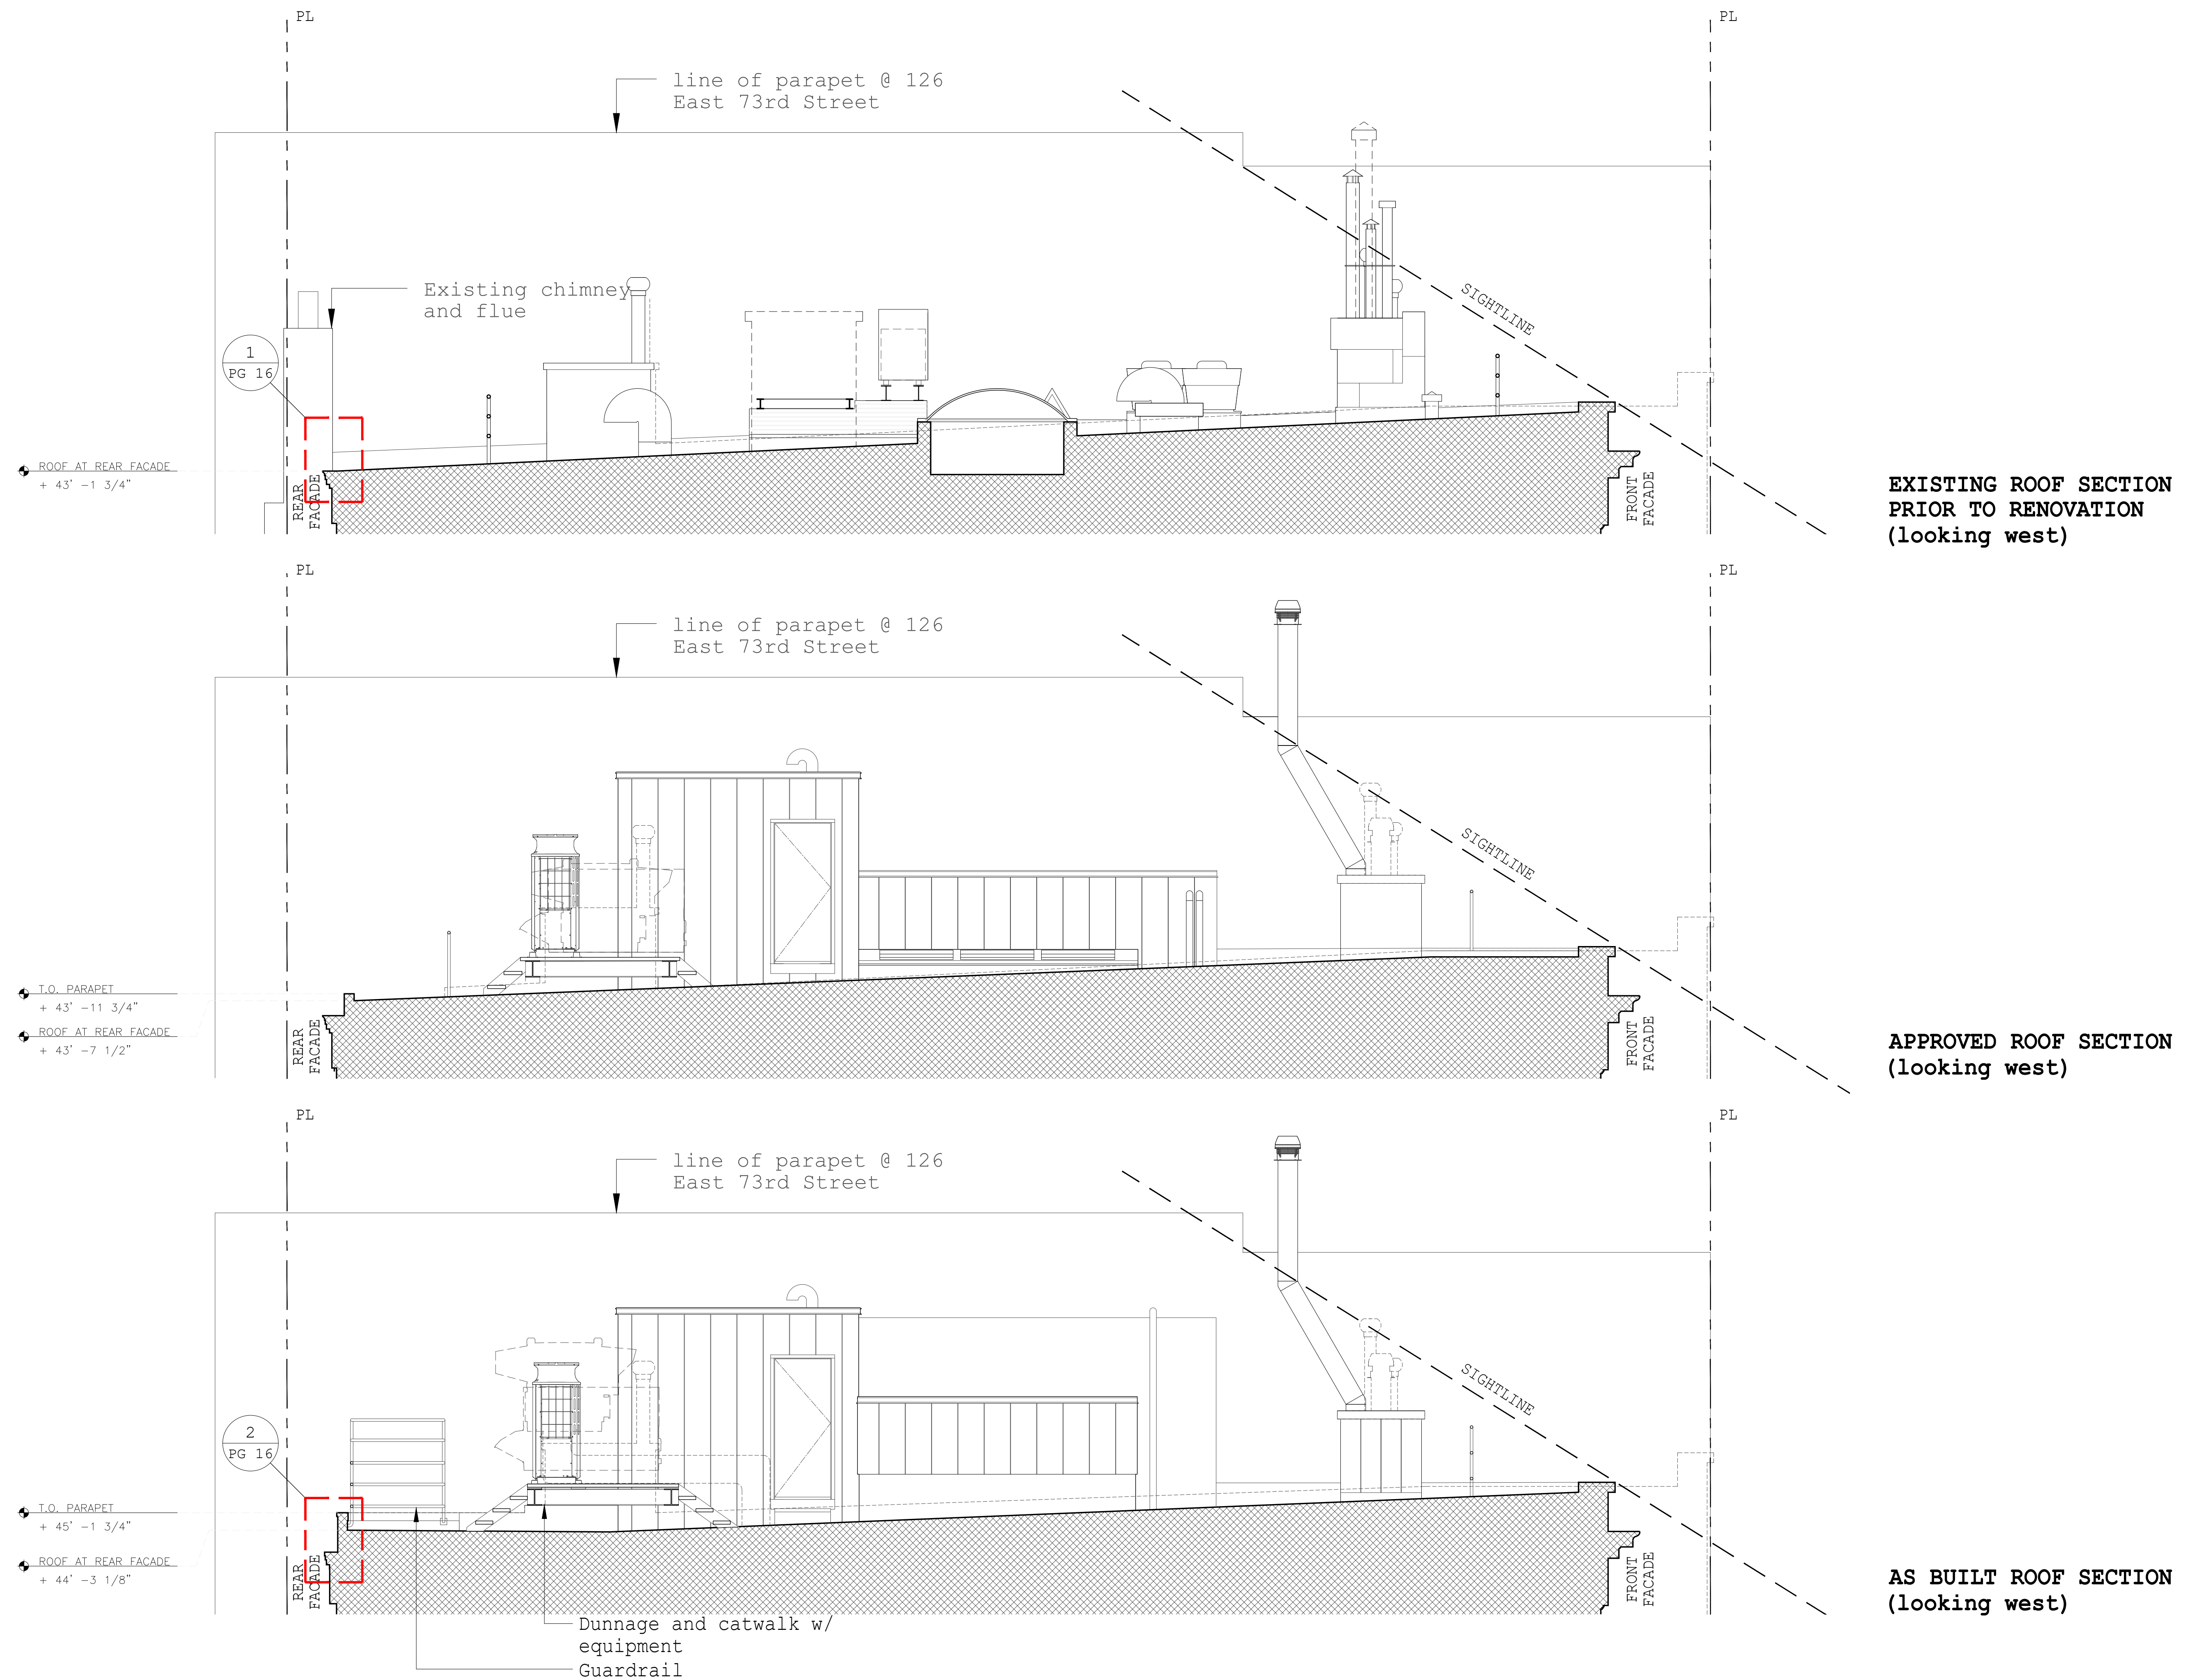 PL
PL
line of parapet @ 126
East 73rd Street
Existing chimney
and flue
1
PG 16
SIGHTLINE
ROOF AT REAR FACADE
+ 43' -1 3/4"
REAR
FACADE
FRONT
FACADE
EXISTING ROOF SECTION
PRIOR TO RENOVATION
(looking west)
PL
PL
line of parapet @ 126
East 73rd Street
SIGHTLINE
T.O. PARAPET
+ 43' -11 3/4"
ROOF AT REAR FACADE
+ 43' -7 1/2"
REAR
FACADE
FRONT
FACADE
APPROVED ROOF SECTION
(looking west)
PL
PL
line of parapet @ 126
East 73rd Street
SIGHTLINE
2
PG 16
T.O. PARAPET
+ 45' -1 3/4"
ROOF AT REAR FACADE
+ 44' -3 1/8"
REAR
FACADE
FRONT
FACADE
AS BUILT ROOF SECTION
(looking west)
Dunnage and catwalk w/
equipment
Guardrail